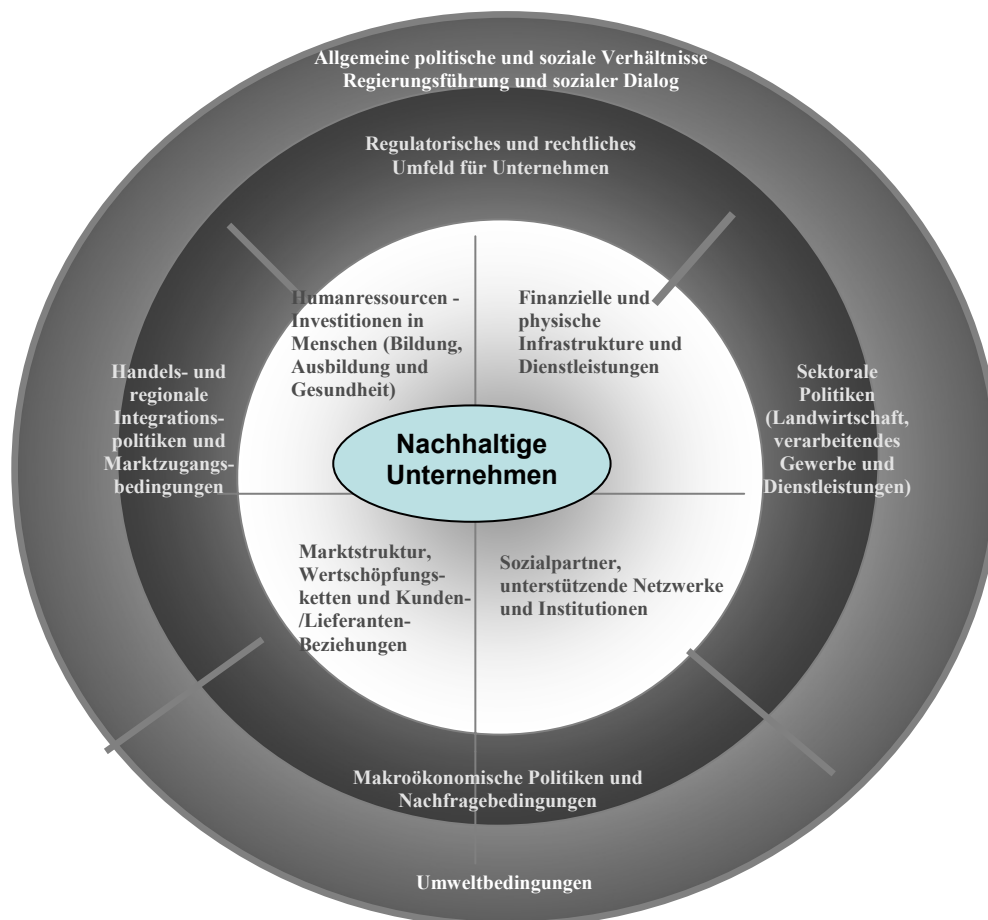 Allgemeine politische und soziale Verhältnisse
Regierungsführung und sozialer Dialog
Regulatorisches und rechtliches
Umfeld für Unternehmen
Humanressourcen -
Investitionen in
Menschen (Bildung,
Ausbildung und
Gesundheit)
Finanzielle und
physische
Infrastrukture und
Dienstleistungen
Handels- und
regionale
Integrations-
politiken und
Marktzugangs-
bedingungen
Nachhaltige
Unternehmen
Sektorale
Politiken
(Landwirtschaft,
verarbeitendes
Gewerbe und
Dienstleistungen)
Marktstruktur,
Wertschöpfungs-
ketten und Kunden-
/Lieferanten-
Beziehungen
Sozialpartner,
unterstützende Netzwerke
und Institutionen
Makroökonomische Politiken und
Nachfragebedingungen
Umweltbedingungen